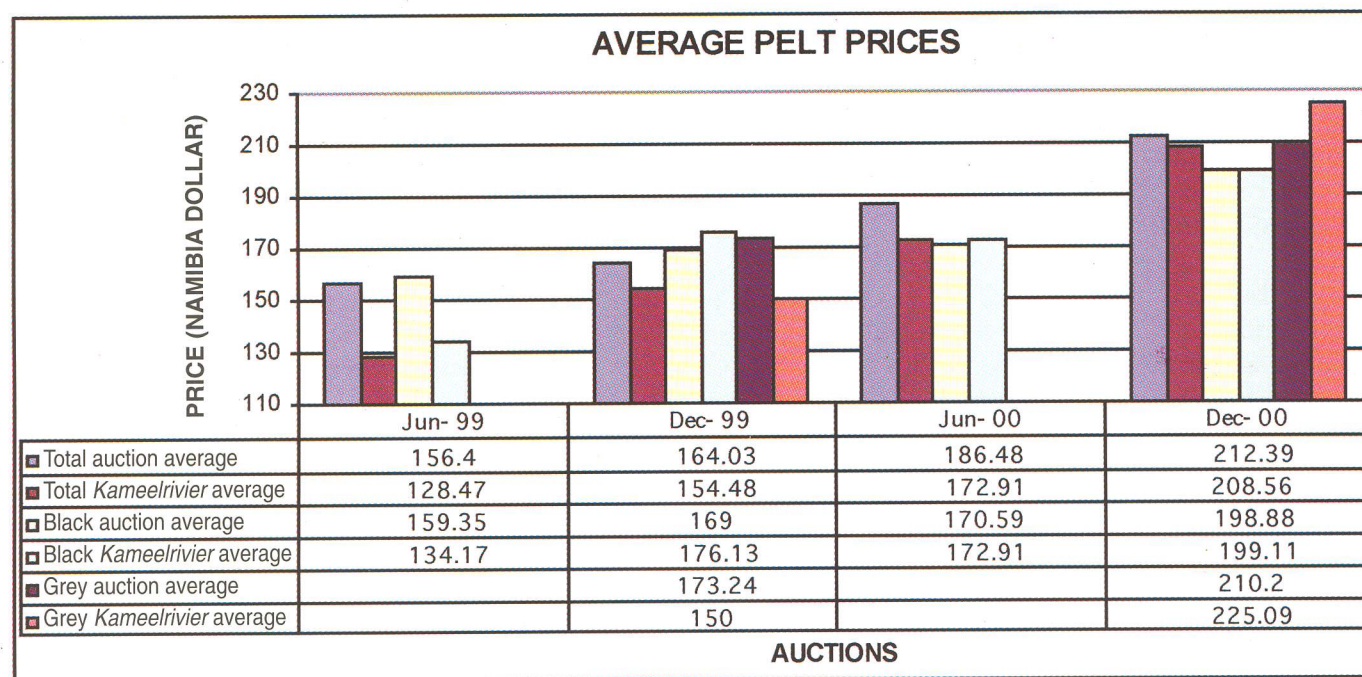 AVERAGE PELT PRICES
PRICE (NAMIBIA DOLLAR)
230
210
190
170
150
130
110
Jun- 99 Dec- 99 Jun- 00 Dec- 00
Total auction average 156.4 164.03 186.48 212.39
Total Kameelrivier average 128.47 154.48 172.91 208.56
Black auction average 159.35 169 170.59 198.88
Black Kameelrivier average 134.17 176.13 172.91 199.11
Grey auction average 173.24 210.2
Grey Kameelrivier average 150 225.09
AUCTIONS